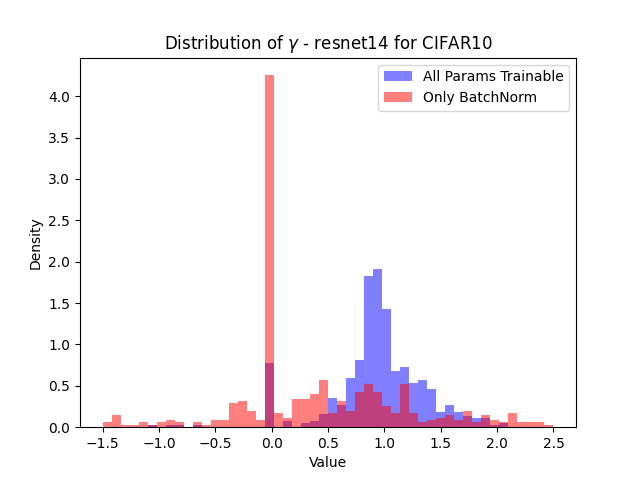 Distribution of γ - resnet14 for CIFAR10
All Params Trainable
Only BatchNorm
Density
4.0
3.5
3.0
2.5
2.0
1.5
1.0
0.5
0.0
−1.5 −1.0 −0.5 0.0 0.5 1.0 1.5 2.0 2.5
Value